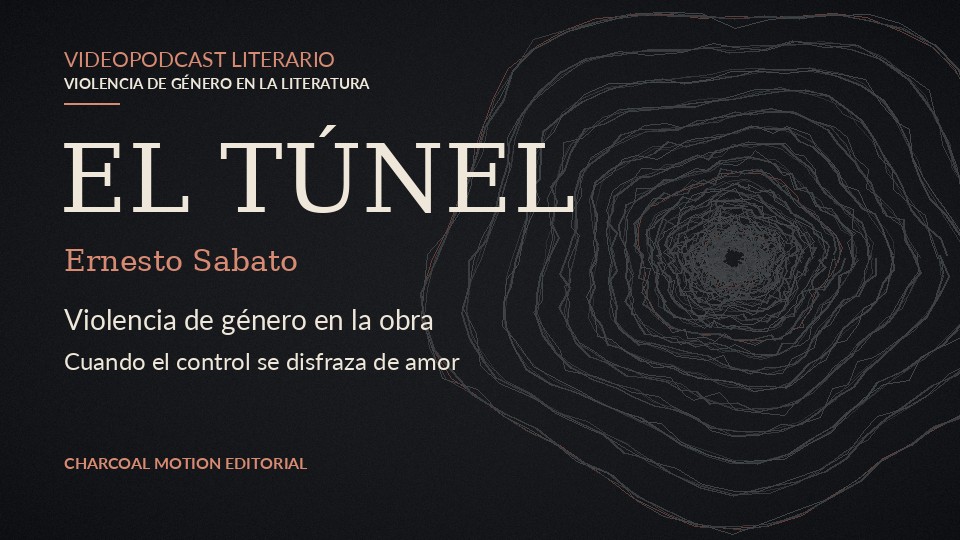 VIDEOPODCAST LITERARIO
VIOLENCIA DE GÉNERO EN LA LITERATURA
EL TÚNEL
Ernesto Sabato
Violencia de género en la obra
Cuando el control se disfraza de amor
CHARCOAL MOTION EDITORIAL